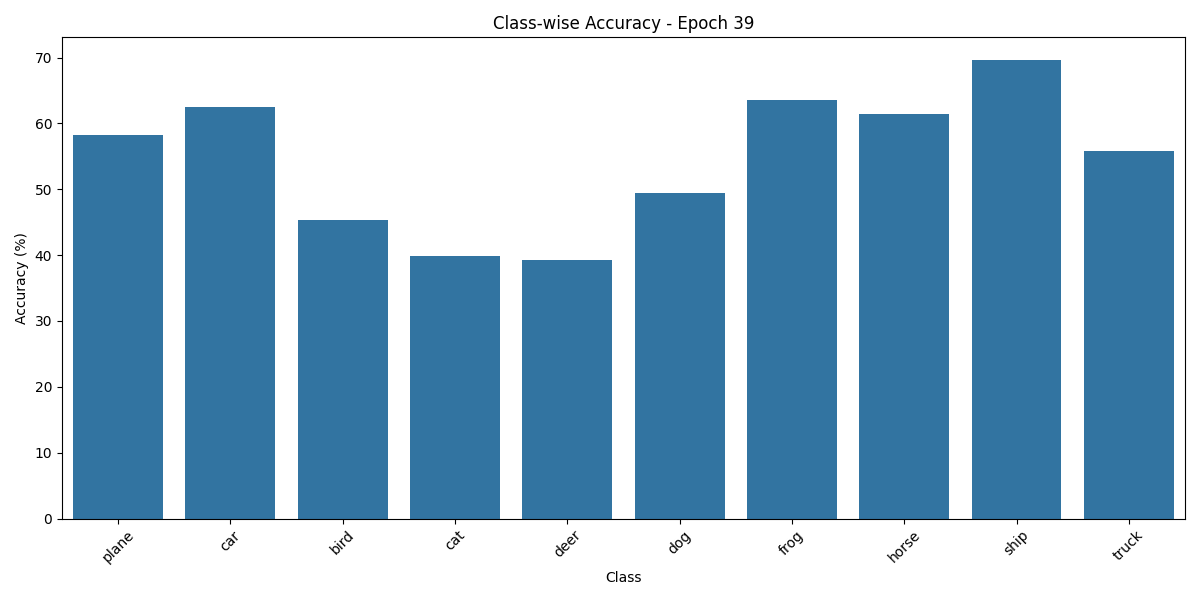 Class-wise Accuracy - Epoch 39
70
60
50
40
30
20
10
0
Accuracy (%)
plane
car
bird
cat
deer
dog
frog
horse
ship
truck
Class